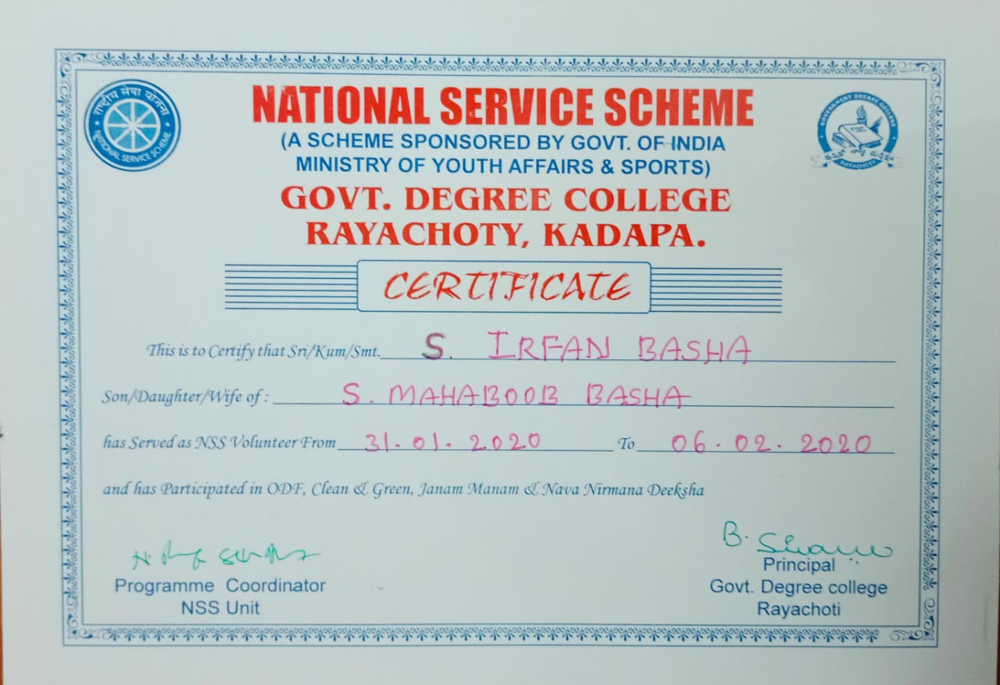 राष्ट्रीय सेवा योजना
NATIONAL SERVICE SCHEME
NATIONAL SERVICE SCHEME
(A SCHEME SPONSORED BY GOVT. OF INDIA
MINISTRY OF YOUTH AFFAIRS & SPORTS)
GOVERNMENT DEGREE COLLEGE
RAYACHOTY
GOVT. DEGREE COLLEGE
RAYACHOTY, KADAPA.
CERTIFICATE
This is to Certify that Sri/Kum/Smt. S. IRFAN BASHA
Son/Daughter/Wife of : S. MAHABOOB BASHA
has Served as NSS Volunteer From 31.01.2020 To 06.02.2020
and has Participated in ODF, Clean & Green, Janam Manam & Nava Nirmana Deeksha
B.
Programme Coordinator
NSS Unit
Principal
Govt. Degree college
Rayachoti